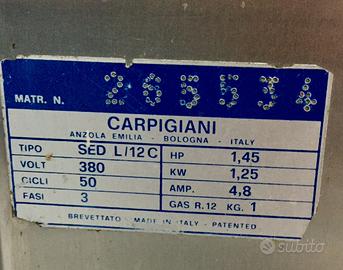 MATR. N. 285534
CARPIGIANI
ANZOLA EMILIA - BOLOGNA - ITALY
TIPO SED L/12 C HP 1,45
VOLT 380 KW 1,25
CICLI 50 AMP. 4,8
FASI 3 GAS R.12 KG. 1
BREVETTATO - MADE IN ITALY - PATENTED
subito